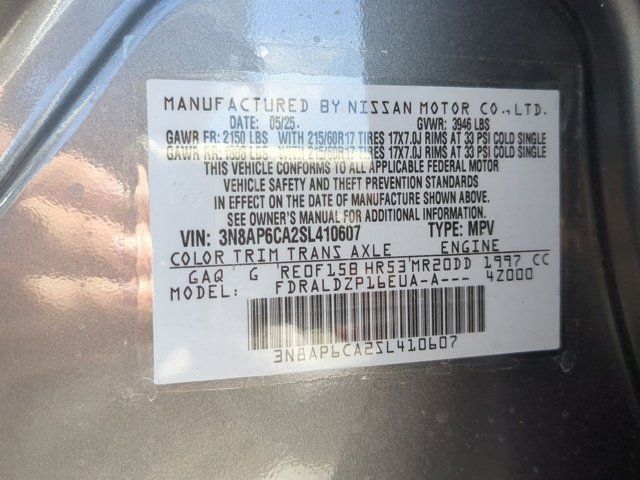 MANUFACTURED BY NISSAN MOTOR CO.,LTD.
DATE: 05/25 GVWR: 3946 LBS
GAWR FR: 2150 LBS WITH 215/60R17 TIRES 17X7.0J RIMS AT 33 PSI COLD SINGLE
GAWR RR: LBS WITH 215/60R17 TIRES 17X7.0J RIMS AT 33 PSI COLD SINGLE
THIS VEHICLE CONFORMS TO ALL APPLICABLE FEDERAL MOTOR
VEHICLE SAFETY AND THEFT PREVENTION STANDARDS
IN EFFECT ON THE DATE OF MANUFACTURE SHOWN ABOVE.
SEE OWNER'S MANUAL FOR ADDITIONAL INFORMATION
VIN: 3N8AP6CA2SL410607 TYPE: MPV
COLOR TRIM TRANS AXLE ENGINE
GAQ G RE0F15B HR53 MR20DD 1997 CC
MODEL: FDRALDZP16EUA-A--- 4Z000
3N8AP6CA2SL410607